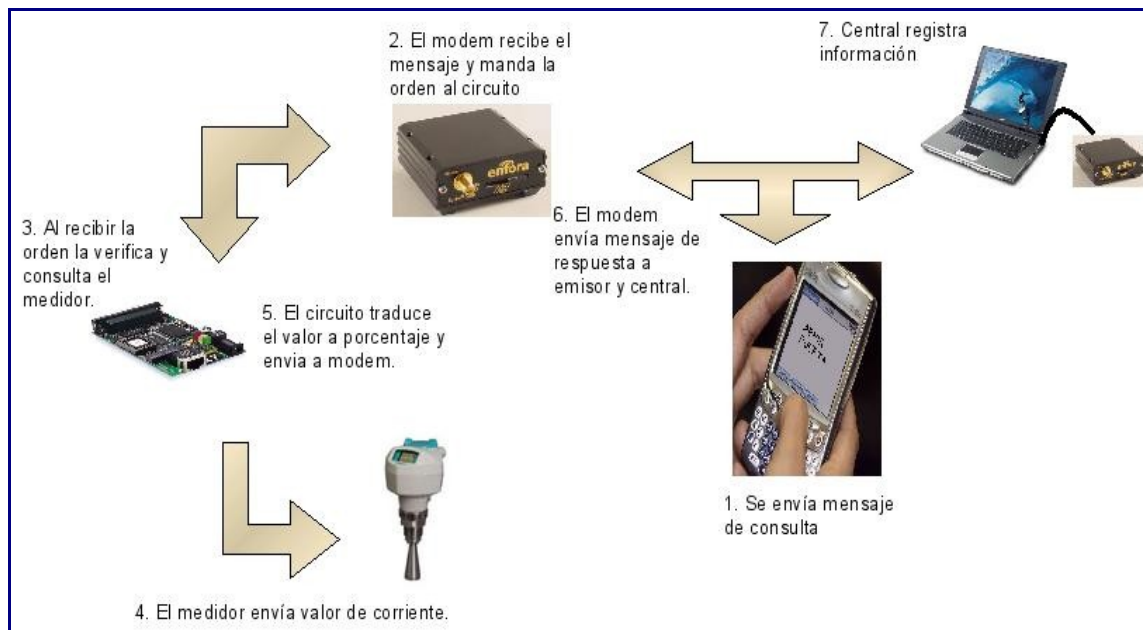 2. El modem recibe el
mensaje y manda la
orden al circuito
7. Central registra
información
enfora
3. Al recibir la
orden la verifica y
consulta el
medidor.
6. El modem
envía mensaje de
respuesta a
emisor y central.
5. El circuito traduce
el valor a porcentaje y
envia a modem.
1. Se envía mensaje
de consulta
4. El medidor envía valor de corriente.